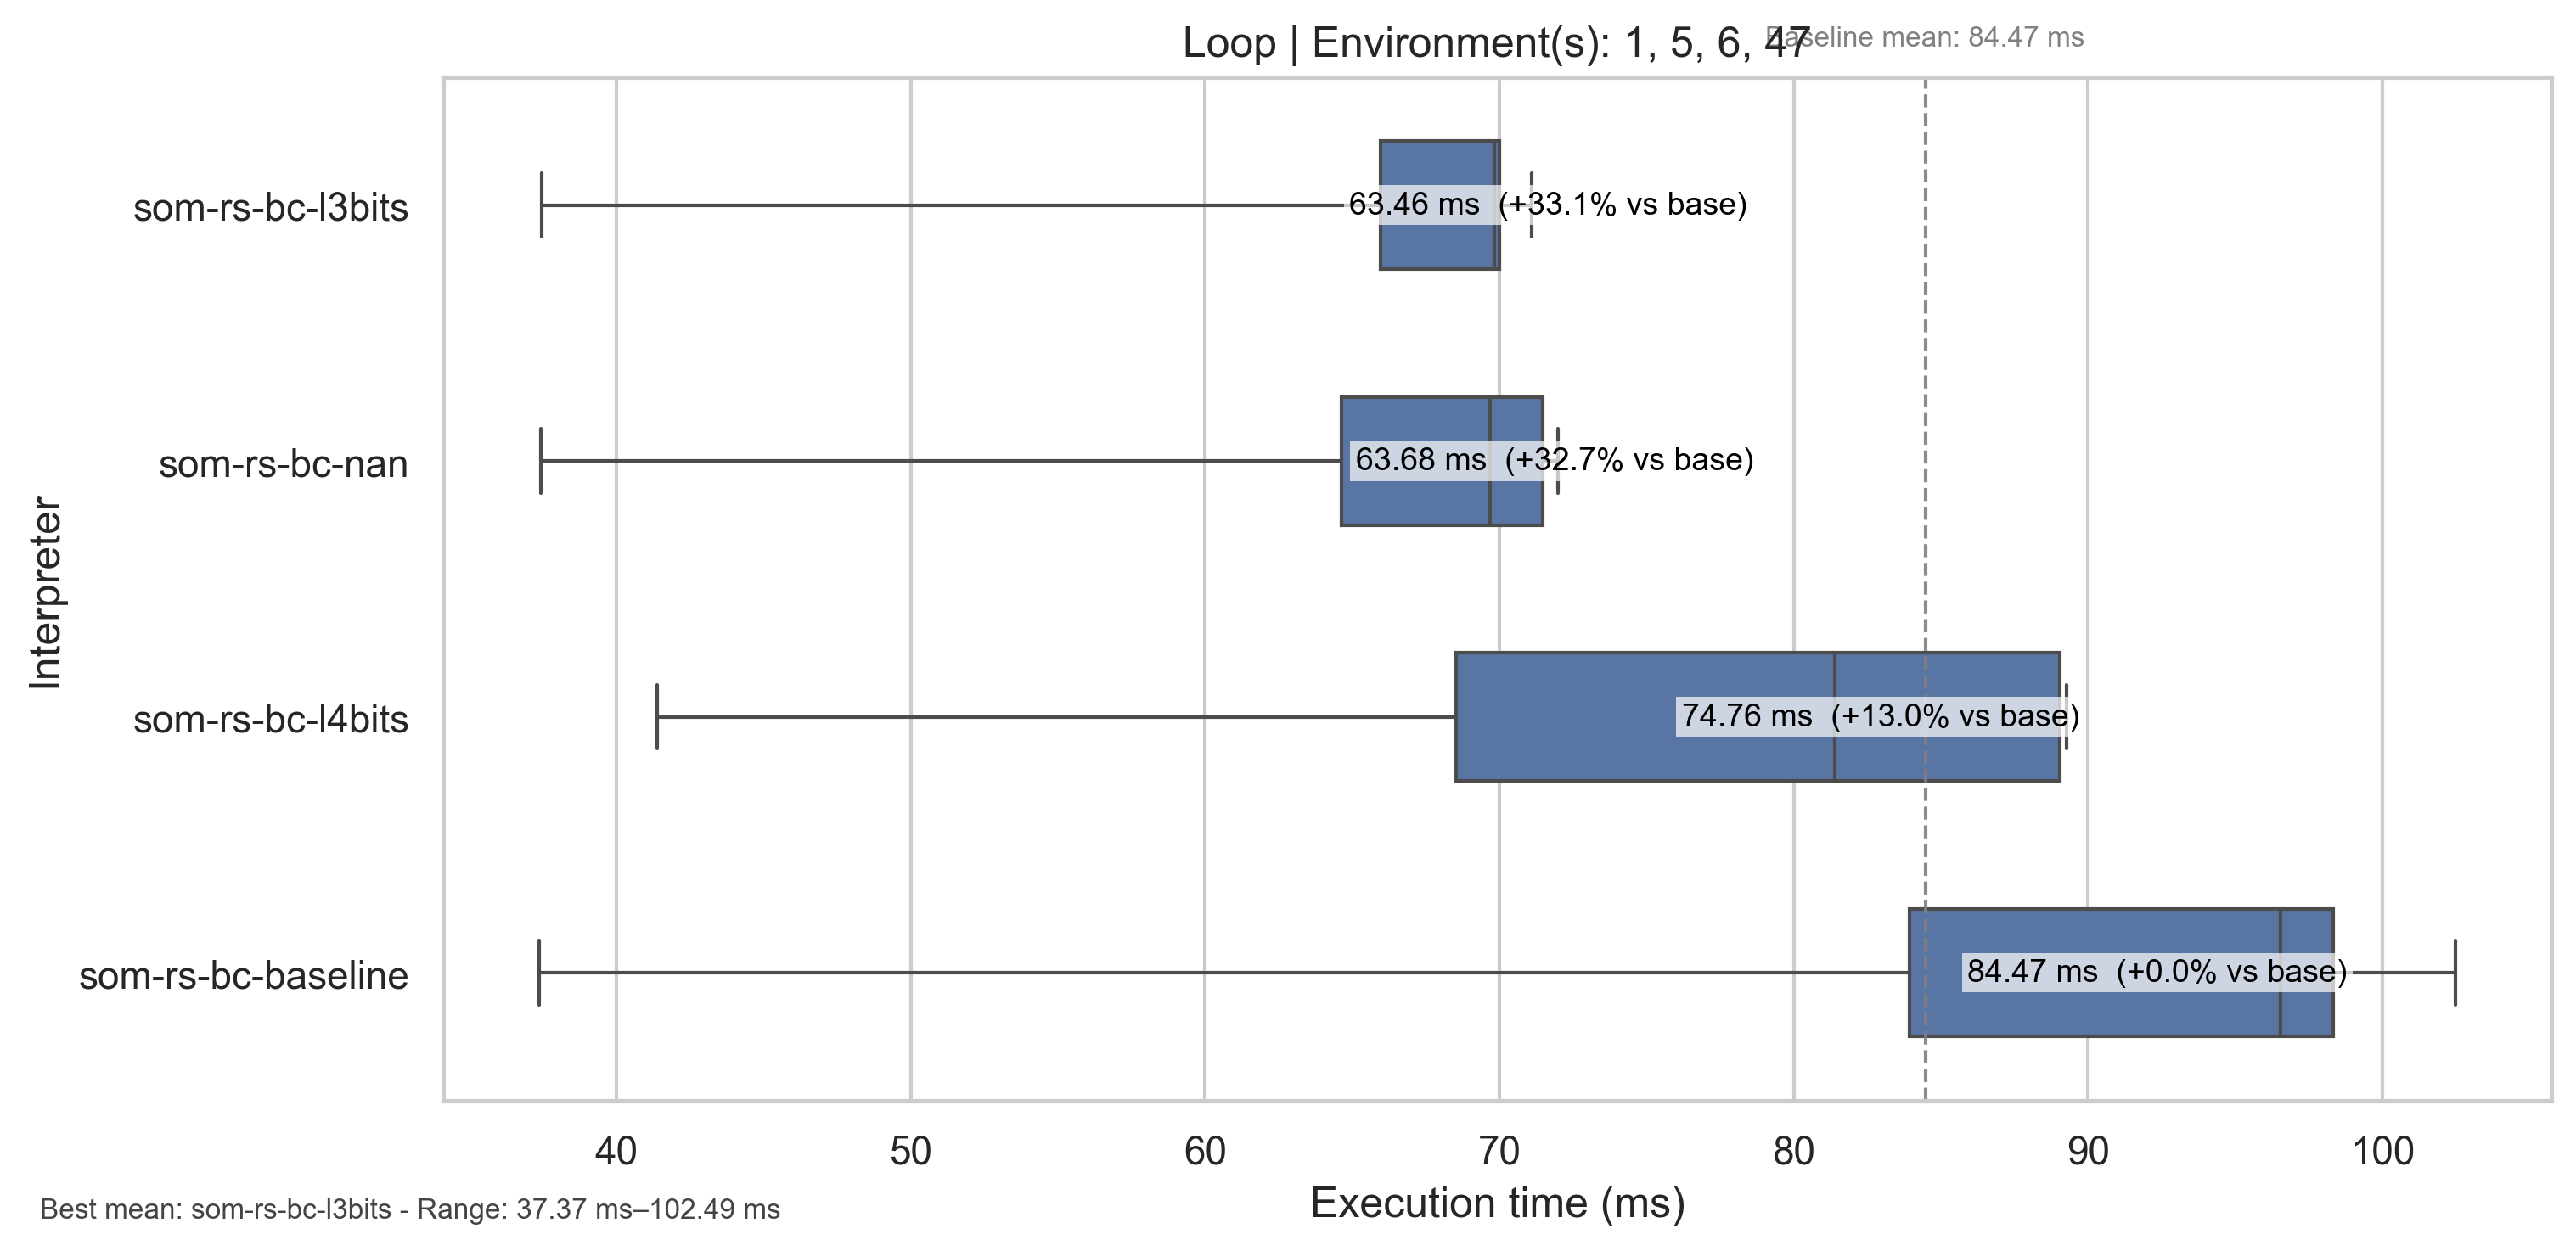 Loop | Environment(s): 1, 5, 6, 47
Baseline mean: 84.47 ms
Interpreter
som-rs-bc-l3bits
63.46 ms (+33.1% vs base)
som-rs-bc-nan
63.68 ms (+32.7% vs base)
som-rs-bc-l4bits
74.76 ms (+13.0% vs base)
som-rs-bc-baseline
84.47 ms (+0.0% vs base)
40 50 60 70 80 90 100
Execution time (ms)
Best mean: som-rs-bc-l3bits - Range: 37.37 ms–102.49 ms